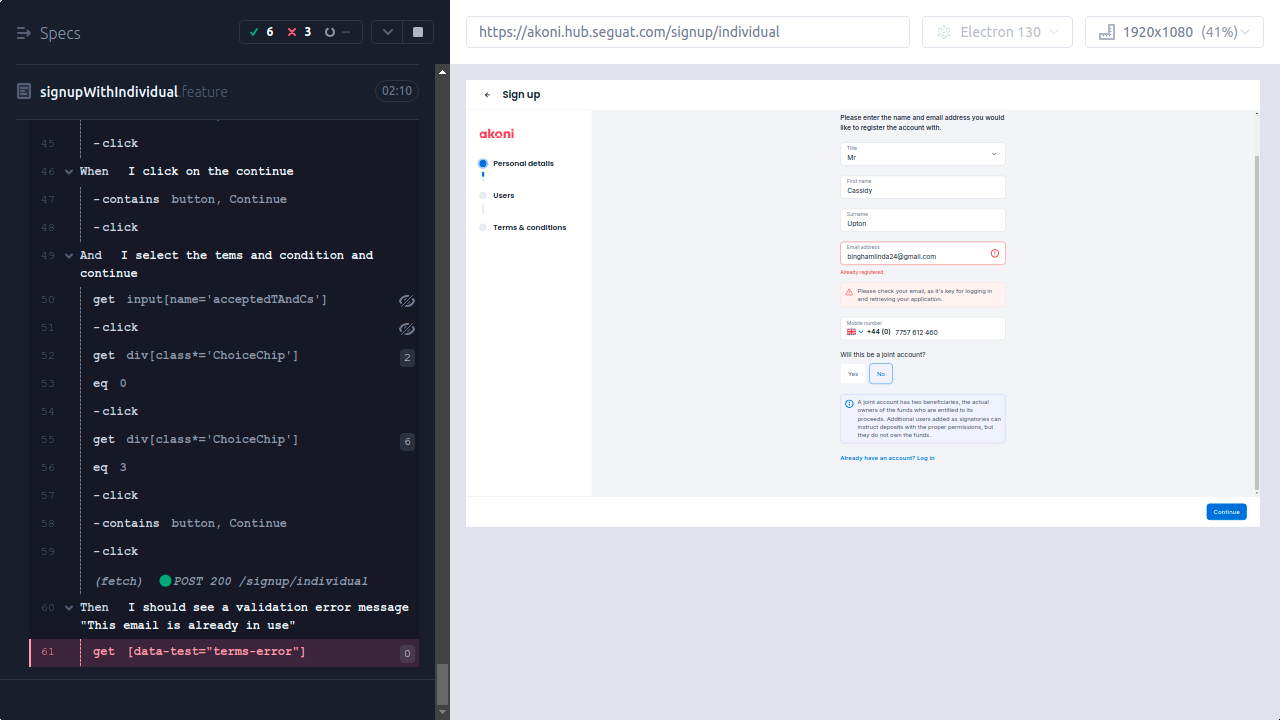 Specs
6
3
--
signupWithIndividual.feature
02:10
45 -click
46 When I click on the continue
47 -contains button, Continue
48 -click
49 And I select the tems and condition and
continue
50 get input[name='acceptedTAndCs']
51 -click
52 get div[class*='ChoiceChip'] 2
53 eq 0
54 -click
55 get div[class*='ChoiceChip'] 6
56 eq 3
57 -click
58 -contains button, Continue
59 -click
(fetch) POST 200 /signup/individual
60 Then I should see a validation error message
"This email is already in use"
61 get [data-test="terms-error"] 0
https://akoni.hub.seguat.com/signup/individual
Electron 130
1920x1080 (41%)
Sign up
akoni
Personal details
Users
Terms & conditions
Please enter the name and email address you would
like to register the account with.
Title
Mr
First name
Cassidy
Surname
Upton
Email address
binghamlinda24@gmail.com
Already registered.
Please check your email, as it's key for logging in
and retrieving your application.
Mobile number
+44 (0) 7757 612 460
Will this be a joint account?
Yes
No
A joint account has two beneficiaries, the actual
owners of the funds who are entitled to its
proceeds. Additional users added as signatories can
instruct deposits with the proper permissions, but
they do not own the funds.
Already have an account? Log in
Continue